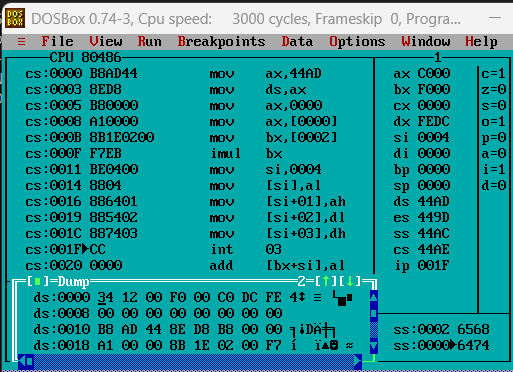 DOSBox 0.74-3, Cpu speed: 3000 cycles, Frameskip 0, Progra...
≡ File View Run Breakpoints Data Options Window Help
CPU 80486 1
cs:0000 B8AD44 mov ax,44AD ax C000 c=1
cs:0003 8ED8 mov ds,ax bx F000 z=0
cs:0005 B80000 mov ax,0000 cx 0000 s=0
cs:0008 A10000 mov ax,[0000] dx FEDC o=1
cs:000B 8B1E0200 mov bx,[0002] si 0004 p=0
cs:000F F7EB imul bx di 0000 a=0
cs:0011 BE0400 mov si,0004 bp 0000 i=1
cs:0014 8804 mov [si],al sp 0000 d=0
cs:0016 886401 mov [si+01],ah ds 44AD
cs:0019 885402 mov [si+02],dl es 449D
cs:001C 887403 mov [si+03],dh ss 44AC
cs:001F►CC int 03 cs 44AE
cs:0020 0000 add [bx+si],al ip 001F
[■]=Dump 2=[↑][↓]
ds:0000 34 12 00 F0 00 C0 DC FE 4↕ ≡ └▄■
ds:0008 00 00 00 00 00 00 00 00
ds:0010 B8 AD 44 8E D8 B8 00 00 ╕¡DÄ╪╕ ss:0002 6568
ds:0018 A1 00 00 8B 1E 02 00 F7 í ï▲☻ ≈ ss:0000►6474